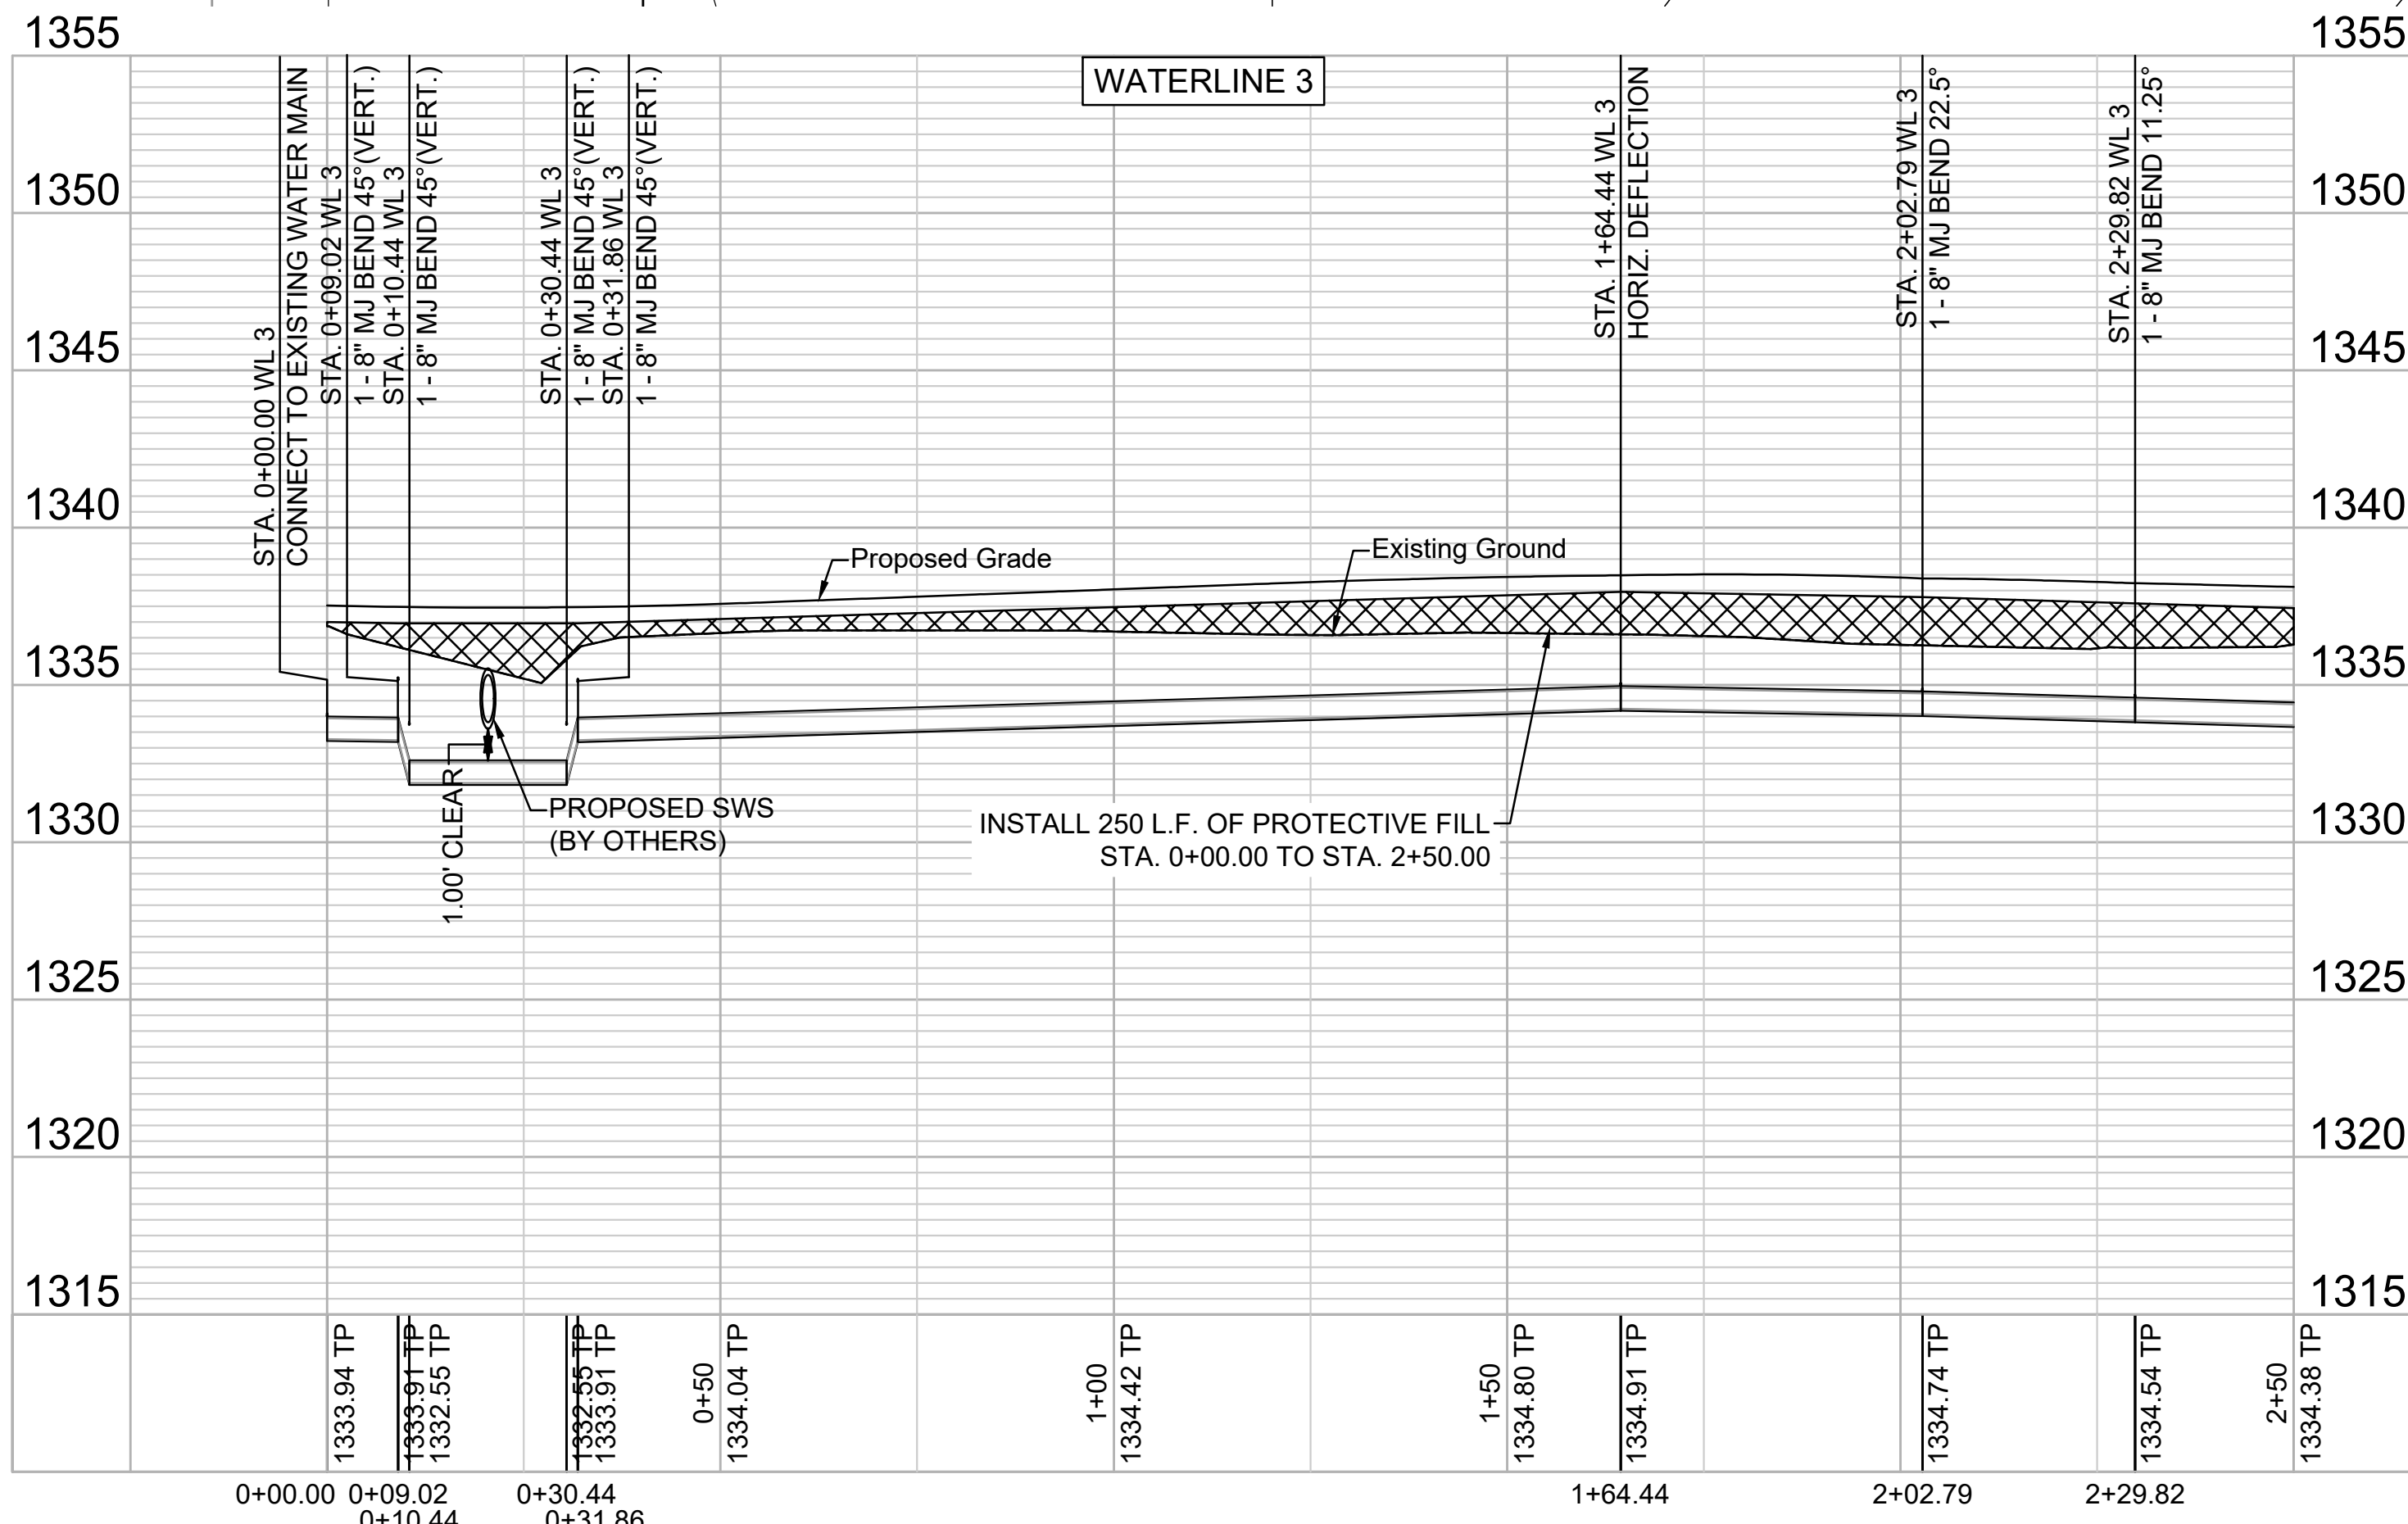 1355
1355
WATERLINE 3
STA. 0+00.00 WL 3
CONNECT TO EXISTING WATER MAIN
STA. 0+09.02 WL 3
1 - 8" MJ BEND 45°(VERT.)
STA. 0+10.44 WL 3
1 - 8" MJ BEND 45°(VERT.)
STA. 0+30.44 WL 3
1 - 8" MJ BEND 45°(VERT.)
STA. 0+31.86 WL 3
1 - 8" MJ BEND 45°(VERT.)
STA. 1+64.44 WL 3
HORIZ. DEFLECTION
STA. 2+02.79 WL 3
1 - 8" MJ BEND 22.5°
STA. 2+29.82 WL 3
1 - 8" MJ BEND 11.25°
1350
1350
1345
1345
1340
1340
Proposed Grade
Existing Ground
1335
1335
1.00' CLEAR
PROPOSED SWS
(BY OTHERS)
INSTALL 250 L.F. OF PROTECTIVE FILL
STA. 0+00.00 TO STA. 2+50.00
1330
1330
1325
1325
1320
1320
1315
1315
1333.94 TP
1333.91 TP
1332.55 TP
1332.55 TP
1333.91 TP
0+50
1334.04 TP
1+00
1334.42 TP
1+50
1334.80 TP
1334.91 TP
1334.74 TP
1334.54 TP
2+50
1334.38 TP
0+00.00
0+09.02
0+10.44
0+30.44
0+31.86
1+64.44
2+02.79
2+29.82